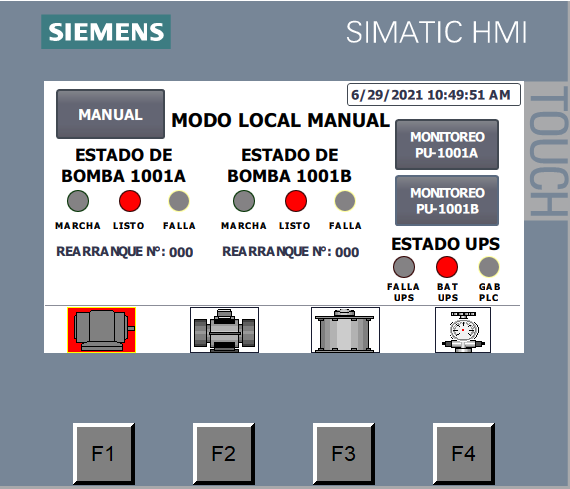 SIEMENS
SIMATIC HMI
TOUCH
6/29/2021 10:49:51 AM
MANUAL
MODO LOCAL MANUAL
MONITOREO
PU-1001A
ESTADO DE
BOMBA 1001A
ESTADO DE
BOMBA 1001B
MONITOREO
PU-1001B
MARCHA LISTO FALLA
MARCHA LISTO FALLA
REARRANQUE Nº: 000
REARRANQUE Nº: 000
ESTADO UPS
FALLA
UPS
BAT
UPS
GAB
PLC
F1
F2
F3
F4